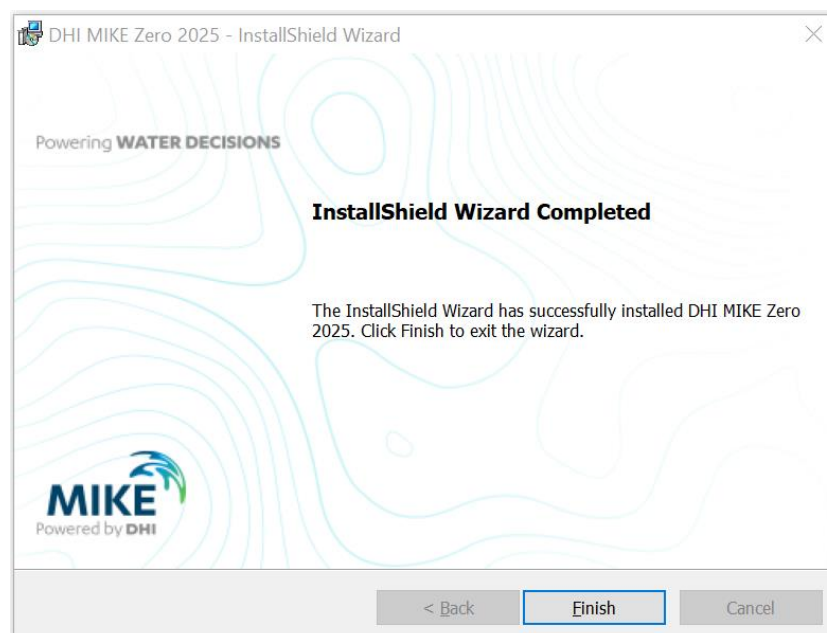 DHI MIKE Zero 2025 - InstallShield Wizard
Powering WATER DECISIONS
InstallShield Wizard Completed
The InstallShield Wizard has successfully installed DHI MIKE Zero
2025. Click Finish to exit the wizard.
MIKE
Powered by DHI
< Back
Finish
Cancel